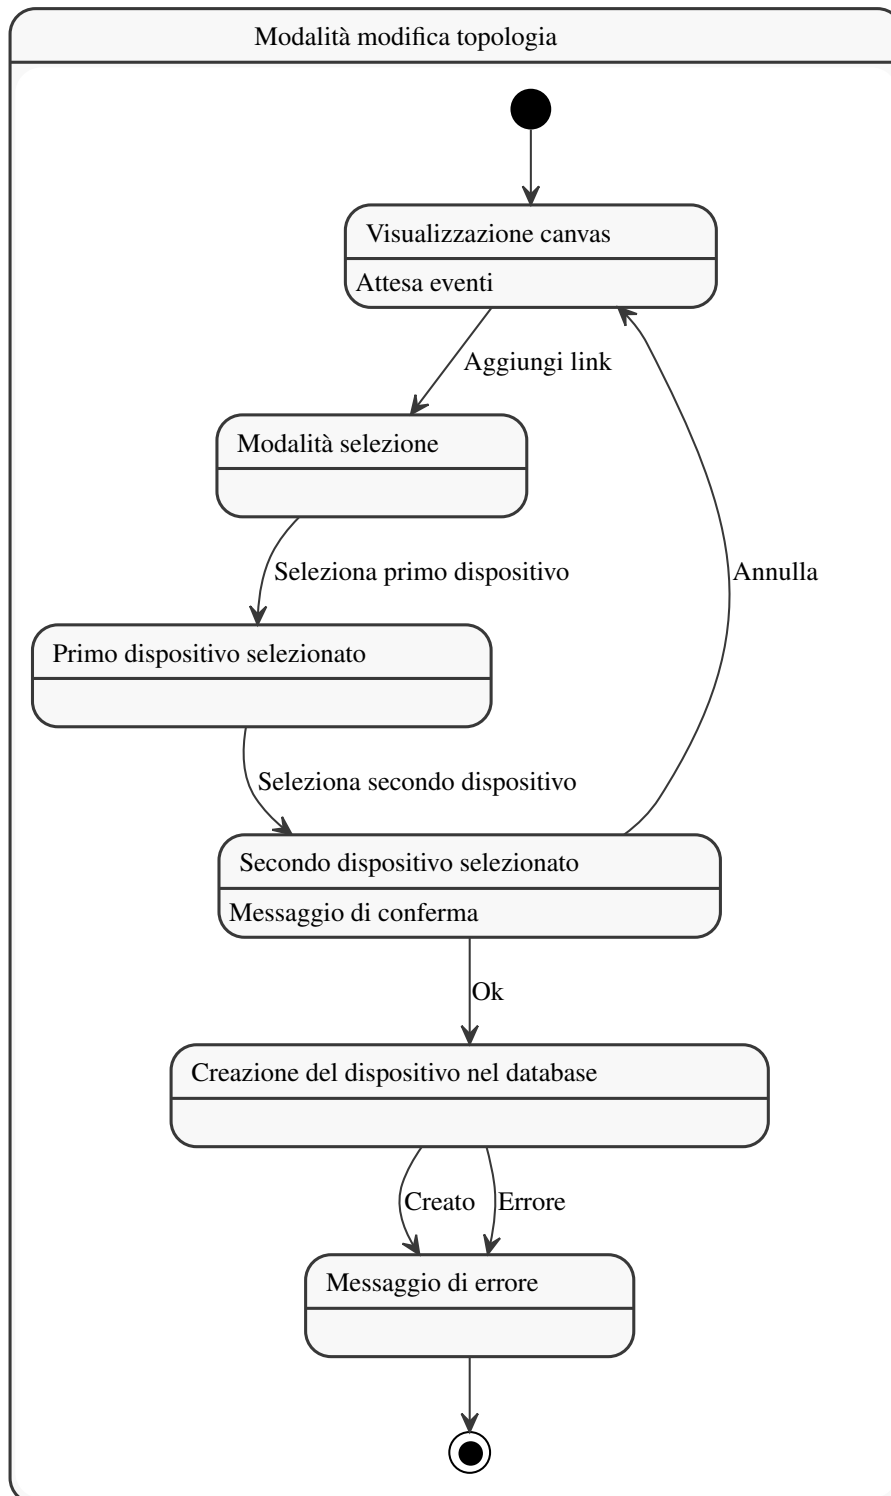 Modalità modifica topologia
Visualizzazione canvas
Attesa eventi
Aggiungi link
Modalità selezione
Seleziona primo dispositivo
Annulla
Primo dispositivo selezionato
Seleziona secondo dispositivo
Secondo dispositivo selezionato
Messaggio di conferma
Ok
Creazione del dispositivo nel database
Creato
Errore
Messaggio di errore